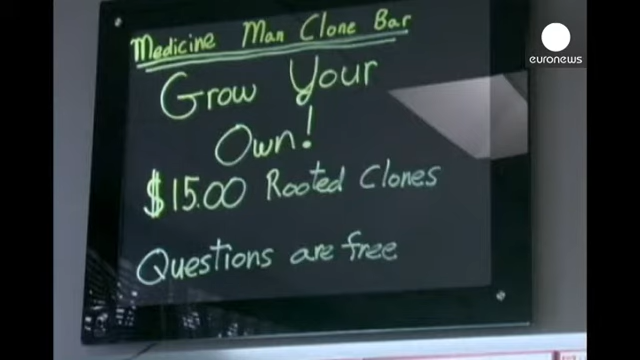 Medicine Man Clone Bar
Grow Your
Own!
$15.00 Rooted Clones
Questions are free
euronews